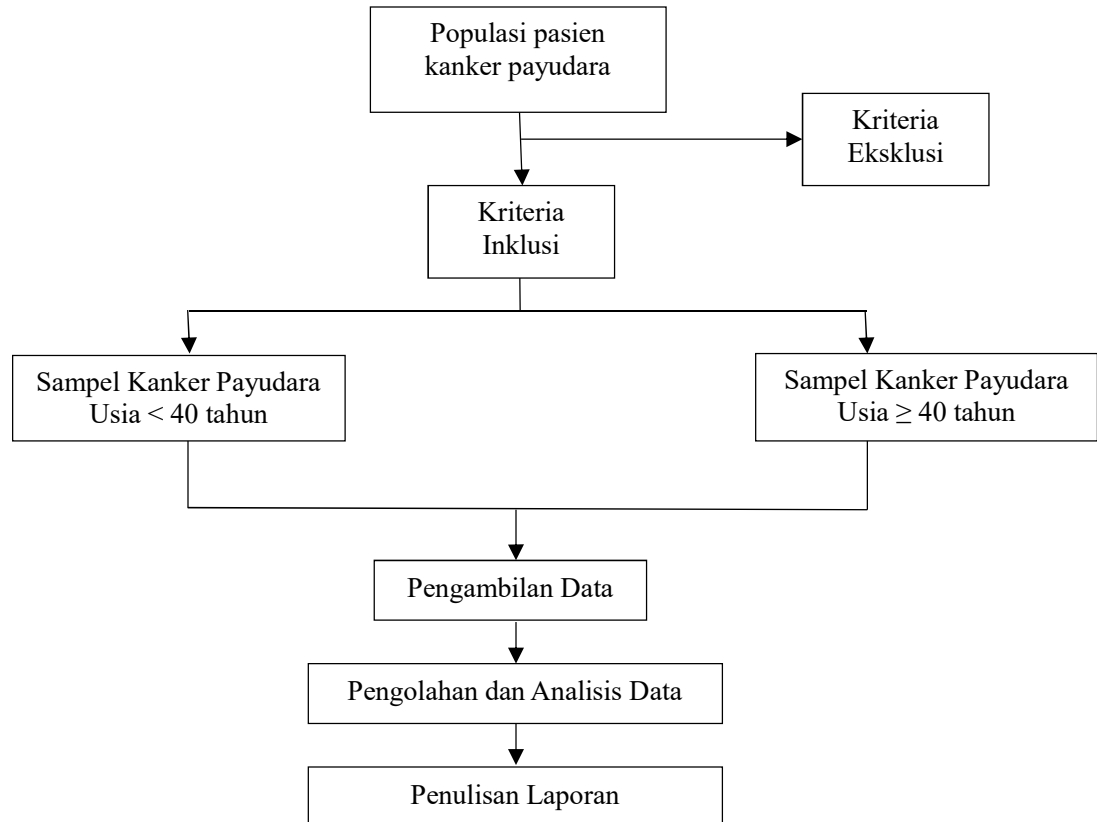 Populasi pasien
kanker payudara
Kriteria
Eksklusi
Kriteria
Inklusi
Sampel Kanker Payudara
Usia < 40 tahun
Sampel Kanker Payudara
Usia ≥ 40 tahun
Pengambilan Data
Pengolahan dan Analisis Data
Penulisan Laporan